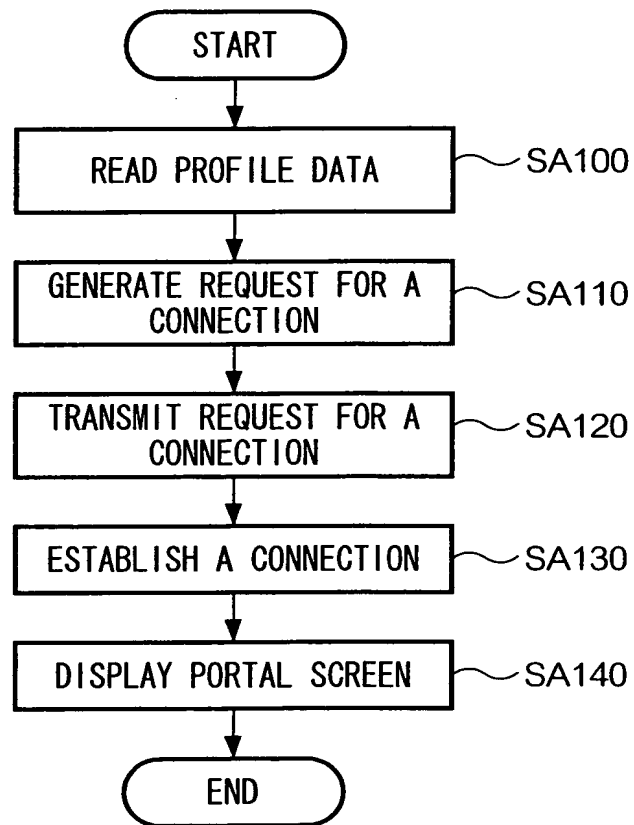 START
READ PROFILE DATA
SA100
GENERATE REQUEST FOR A
CONNECTION
SA110
TRANSMIT REQUEST FOR A
CONNECTION
SA120
ESTABLISH A CONNECTION
SA130
DISPLAY PORTAL SCREEN
SA140
END